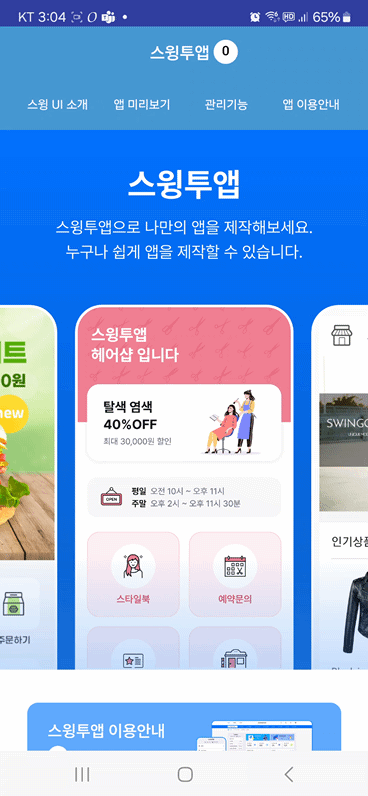 KT 3:04
65%
스윙투앱 0
스윙 UI 소개 앱 미리보기 관리기능 앱 이용안내
스윙투앱
스윙투앱으로 나만의 앱을 제작해보세요.
누구나 쉽게 앱을 제작할 수 있습니다.
스윙투앱
헤어샵 입니다
탈색 염색
40%OFF
최대 30,000원 할인
OPEN
평일 오전 10시 ~ 오후 11시
주말 오후 2시 ~ 오후 11시 30분
스타일북 예약문의
0원
new
주문하기
인기상품
스윙투앱 이용안내